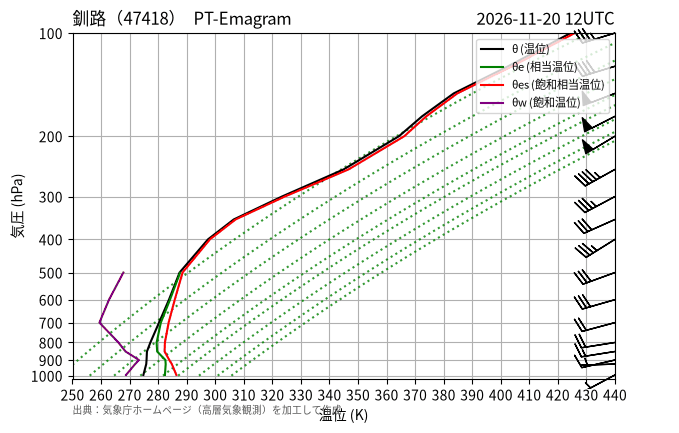 釧路（47418） PT-Emagram
2026-11-20 12UTC
θ (温位)
θe (相当温位)
θes (飽和相当温位)
θw (飽和温位)
気圧 (hPa)
100
200
300
400
500
600
700
800
900
1000
250 260 270 280 290 300 310 320 330 340 350 360 370 380 390 400 410 420 430 440
出典：気象庁ホームページ（高層気象観測）を加工して作成
温位 (K)